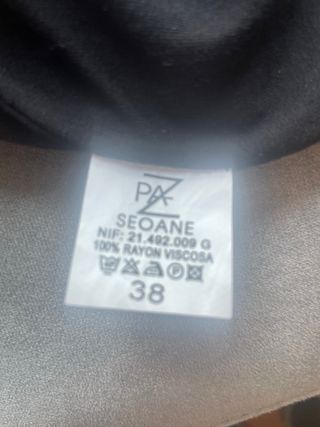 PAZ
SEOANE
NIF: 21.492.009 G
100% RAYON VISCOSA
38